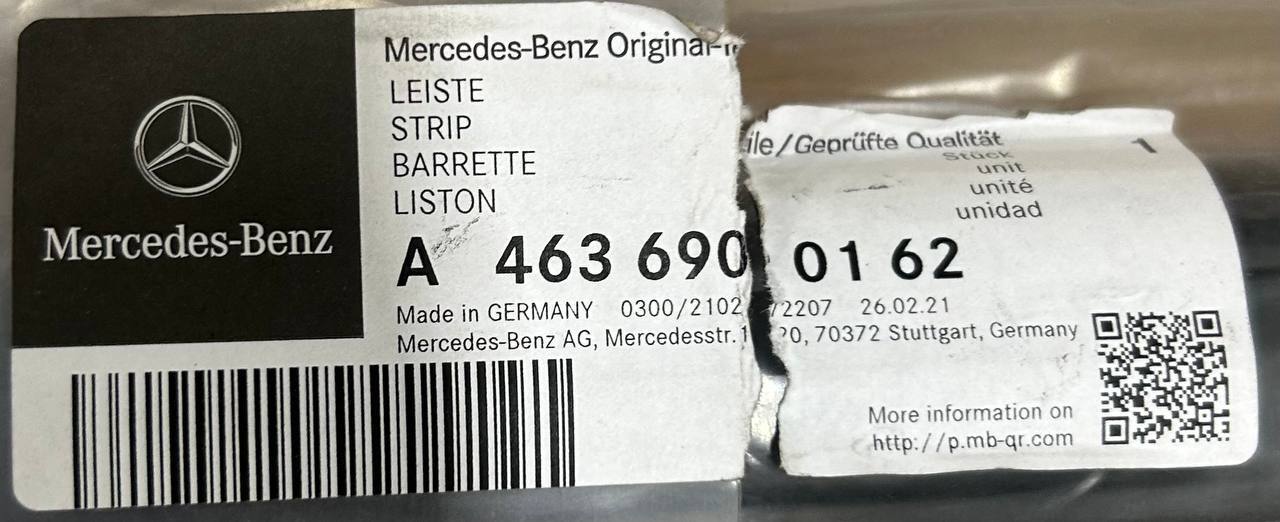 Mercedes-Benz
Mercedes-Benz Original-
ile/Geprüfte Qualität
LEISTE
STRIP
BARRETTE
LISTON
Stück
unit
unité
unidad
1
A 463 690 01 62
Made in GERMANY 0300/2102 /2207 26.02.21
Mercedes-Benz AG, Mercedesstr. 1 20, 70372 Stuttgart, Germany
More information on
http://p.mb-qr.com